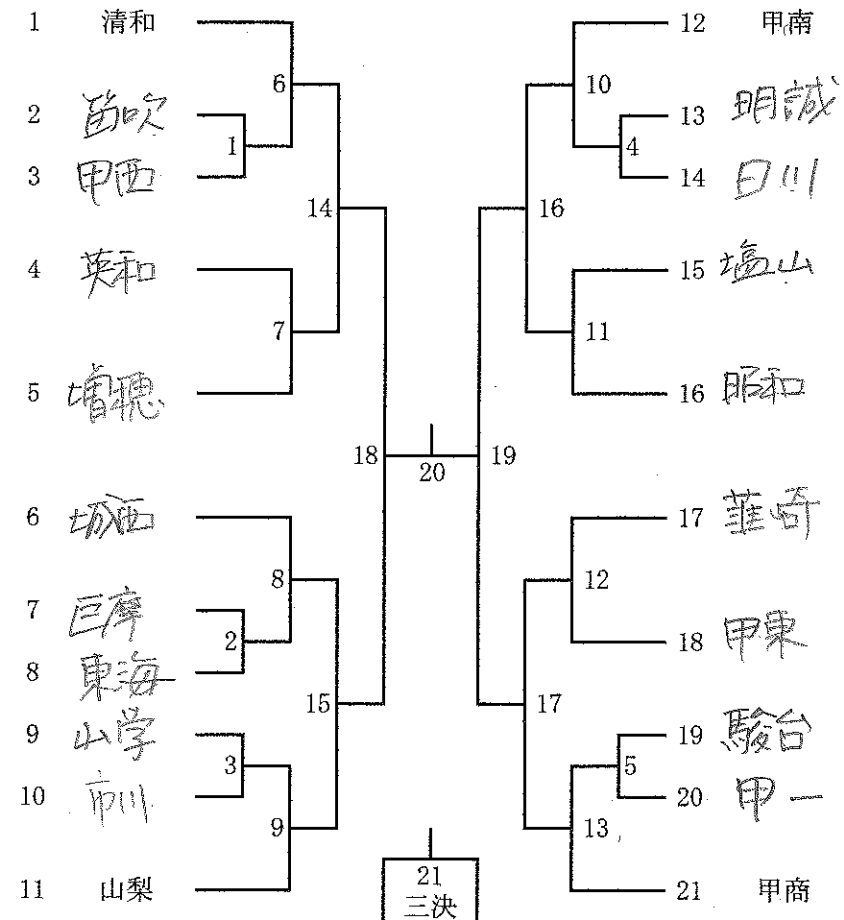 1 清和
2 笛吹
3 甲西
4 英和
5 増穂
6 城西
7 巨摩
8 東海
9 山学
10 市川
11 山梨
6
1
14
7
18
8
2
15
3
9
20
21
三決
19
10
4
16
11
12
17
5
13
12 甲南
13 明誠
14 日川
15 塩山
16 昭和
17 韮崎
18 甲東
19 駿台
20 甲一
21 甲商